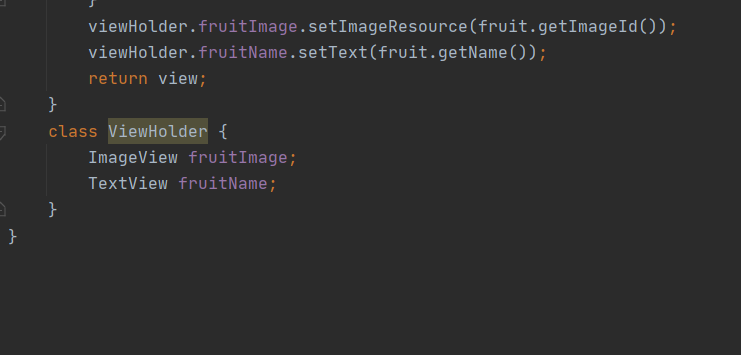 }
viewHolder.fruitImage.setImageResource(fruit.getImageId());
viewHolder.fruitName.setText(fruit.getName());
return view;
}
class ViewHolder {
ImageView fruitImage;
TextView fruitName;
}
}